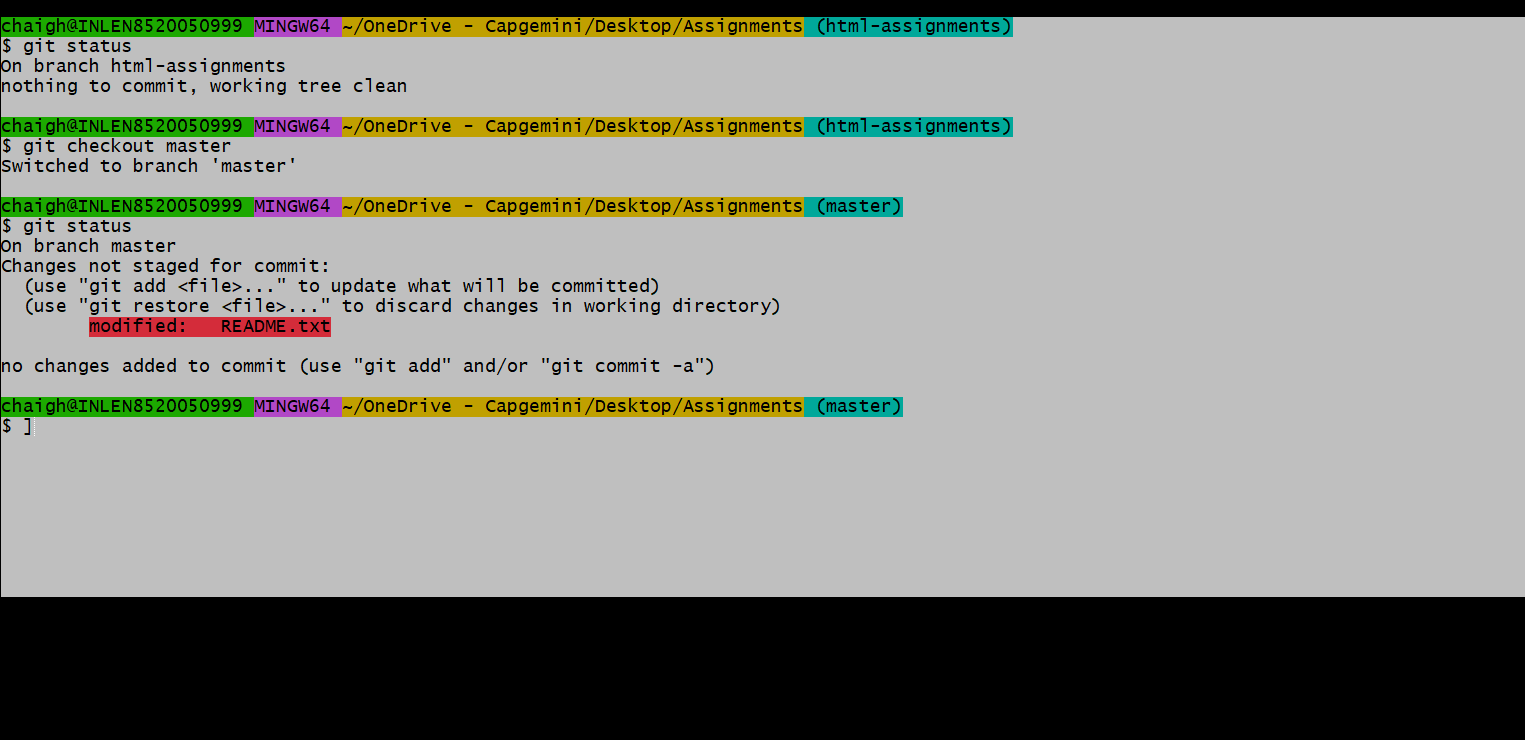 chaigh@INLEN8520050999 MINGW64 ~/OneDrive - Capgemini/Desktop/Assignments (html-assignments)
$ git status
On branch html-assignments
nothing to commit, working tree clean
chaigh@INLEN8520050999 MINGW64 ~/OneDrive - Capgemini/Desktop/Assignments (html-assignments)
$ git checkout master
Switched to branch 'master'
chaigh@INLEN8520050999 MINGW64 ~/OneDrive - Capgemini/Desktop/Assignments (master)
$ git status
On branch master
Changes not staged for commit:
  (use "git add <file>..." to update what will be committed)
  (use "git restore <file>..." to discard changes in working directory)
        modified:   README.txt
no changes added to commit (use "git add" and/or "git commit -a")
chaigh@INLEN8520050999 MINGW64 ~/OneDrive - Capgemini/Desktop/Assignments (master)
$ ]